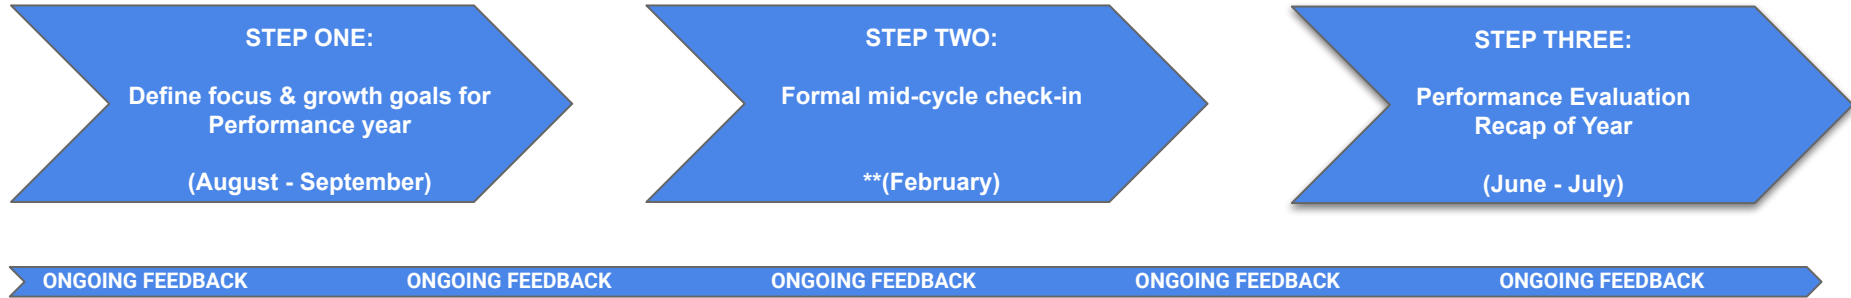 STEP ONE:
Define focus & growth goals for
Performance year
(August - September)
STEP TWO:
Formal mid-cycle check-in
**(February)
STEP THREE:
Performance Evaluation
Recap of Year
(June - July)
ONGOING FEEDBACK ONGOING FEEDBACK ONGOING FEEDBACK ONGOING FEEDBACK ONGOING FEEDBACK